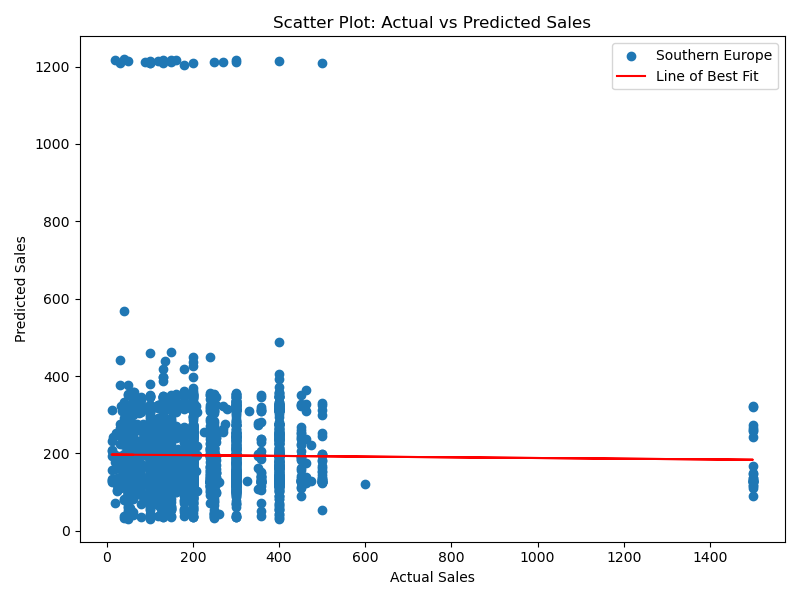 Scatter Plot: Actual vs Predicted Sales
Southern Europe
Line of Best Fit
1200
1000
800
600
400
200
0
Predicted Sales
0 200 400 600 800 1000 1200 1400
Actual Sales